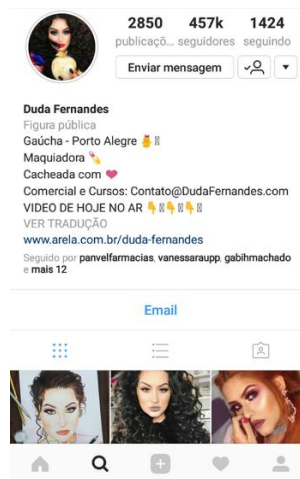 2850 457k 1424
publicaçõ... seguidores seguindo
Enviar mensagem
Duda Fernandes
Figura pública
Gaúcha - Porto Alegre
Maquiadora
Cacheada com
Comercial e Cursos: Contato@DudaFernandes.com
VIDEO DE HOJE NO AR
VER TRADUÇÃO
www.arela.com.br/duda-fernandes
Seguido por panvelfarmacias, vanessaraupp, gabihmachado
e mais 12
Email